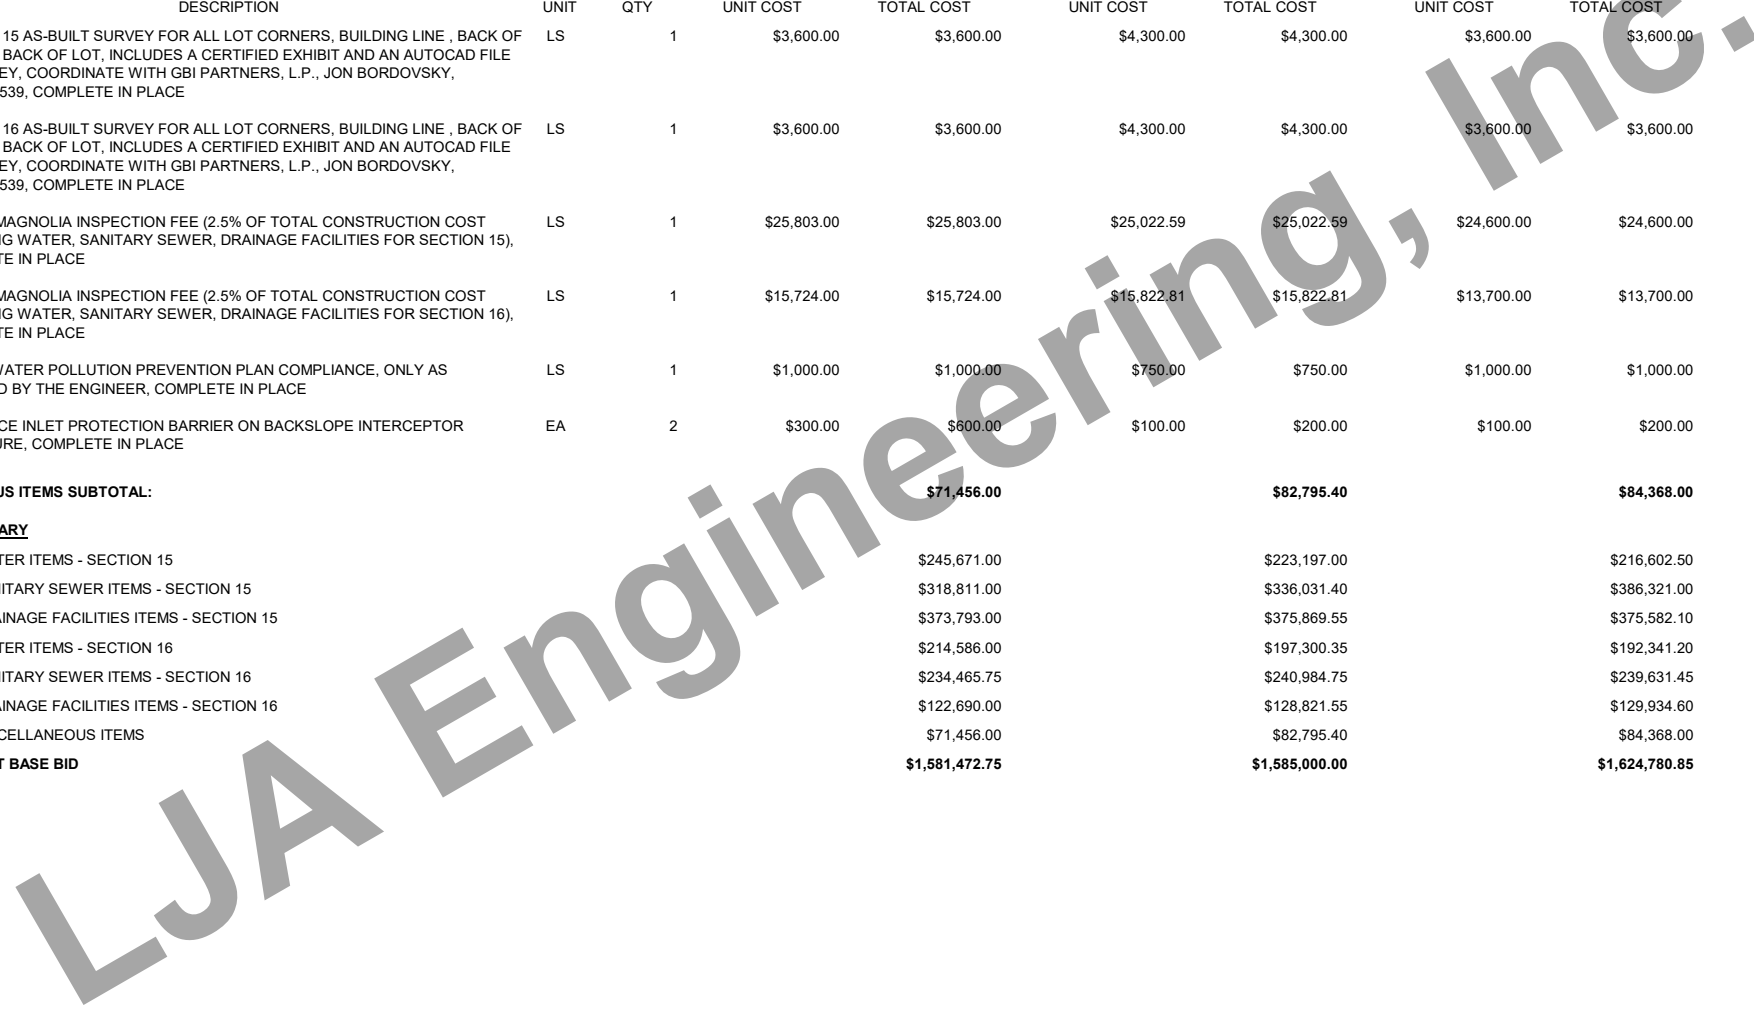 DESCRIPTION UNIT QTY UNIT COST TOTAL COST UNIT COST TOTAL COST UNIT COST TOTAL COST
15 AS-BUILT SURVEY FOR ALL LOT CORNERS, BUILDING LINE , BACK OF LS 1 $3,600.00 $3,600.00 $4,300.00 $4,300.00 $3,600.00 $3,600.00
BACK OF LOT, INCLUDES A CERTIFIED EXHIBIT AND AN AUTOCAD FILE
EY, COORDINATE WITH GBI PARTNERS, L.P., JON BORDOVSKY,
539, COMPLETE IN PLACE
16 AS-BUILT SURVEY FOR ALL LOT CORNERS, BUILDING LINE , BACK OF LS 1 $3,600.00 $3,600.00 $4,300.00 $4,300.00 $3,600.00 $3,600.00
BACK OF LOT, INCLUDES A CERTIFIED EXHIBIT AND AN AUTOCAD FILE
EY, COORDINATE WITH GBI PARTNERS, L.P., JON BORDOVSKY,
539, COMPLETE IN PLACE
MAGNOLIA INSPECTION FEE (2.5% OF TOTAL CONSTRUCTION COST LS 1 $25,803.00 $25,803.00 $25,022.59 $25,022.59 $24,600.00 $24,600.00
NG WATER, SANITARY SEWER, DRAINAGE FACILITIES FOR SECTION 15),
TE IN PLACE
MAGNOLIA INSPECTION FEE (2.5% OF TOTAL CONSTRUCTION COST LS 1 $15,724.00 $15,724.00 $15,822.81 $15,822.81 $13,700.00 $13,700.00
NG WATER, SANITARY SEWER, DRAINAGE FACILITIES FOR SECTION 16),
TE IN PLACE
WATER POLLUTION PREVENTION PLAN COMPLIANCE, ONLY AS LS 1 $1,000.00 $1,000.00 $750.00 $750.00 $1,000.00 $1,000.00
D BY THE ENGINEER, COMPLETE IN PLACE
CE INLET PROTECTION BARRIER ON BACKSLOPE INTERCEPTOR EA 2 $300.00 $600.00 $100.00 $200.00 $100.00 $200.00
URE, COMPLETE IN PLACE
US ITEMS SUBTOTAL: $71,456.00 $82,795.40 $84,368.00
ARY
TER ITEMS - SECTION 15 $245,671.00 $223,197.00 $216,602.50
NITARY SEWER ITEMS - SECTION 15 $318,811.00 $336,031.40 $386,321.00
AINAGE FACILITIES ITEMS - SECTION 15 $373,793.00 $375,869.55 $375,582.10
TER ITEMS - SECTION 16 $214,586.00 $197,300.35 $192,341.20
NITARY SEWER ITEMS - SECTION 16 $234,465.75 $240,984.75 $239,631.45
AINAGE FACILITIES ITEMS - SECTION 16 $122,690.00 $128,821.55 $129,934.60
CELLANEOUS ITEMS $71,456.00 $82,795.40 $84,368.00
T BASE BID $1,581,472.75 $1,585,000.00 $1,624,780.85
LJA Engineering, Inc.